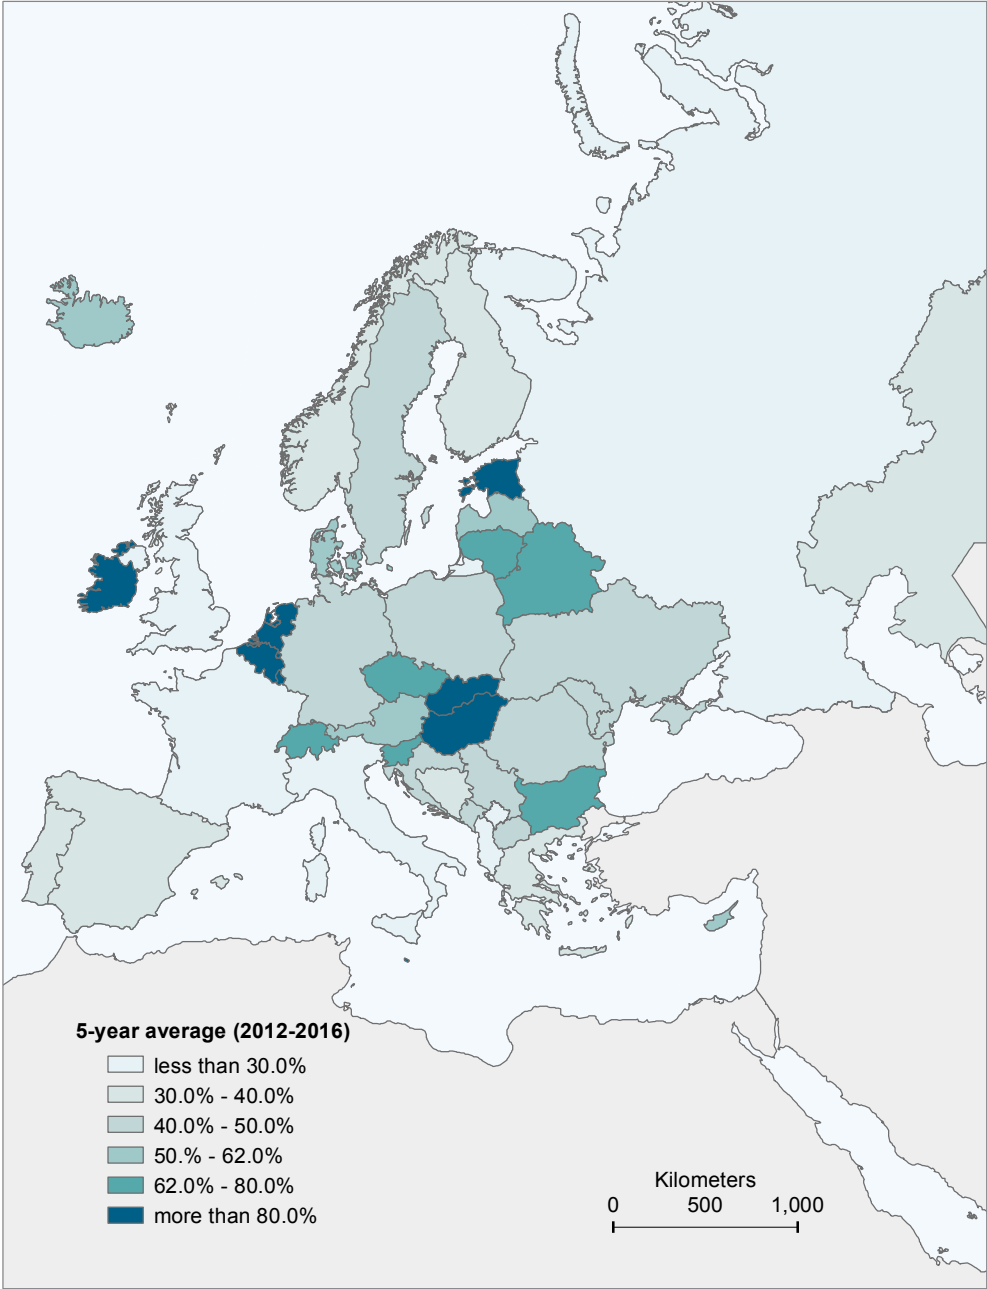 5-year average (2012-2016)
less than 30.0%
30.0% - 40.0%
40.0% - 50.0%
50.% - 62.0%
62.0% - 80.0%
more than 80.0%
Kilometers
0 500 1,000